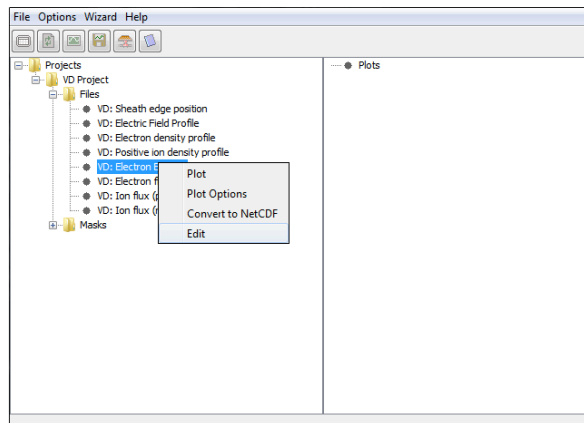 File Options Wizard Help
Projects
VD Project
Files
VD: Sheath edge position
VD: Electric Field Profile
VD: Electron density profile
VD: Positive ion density profile
VD: Electron
VD: Electron
VD: Ion flux
VD: Ion flux
Masks
Plot
Plot Options
Convert to NetCDF
Edit
Plots